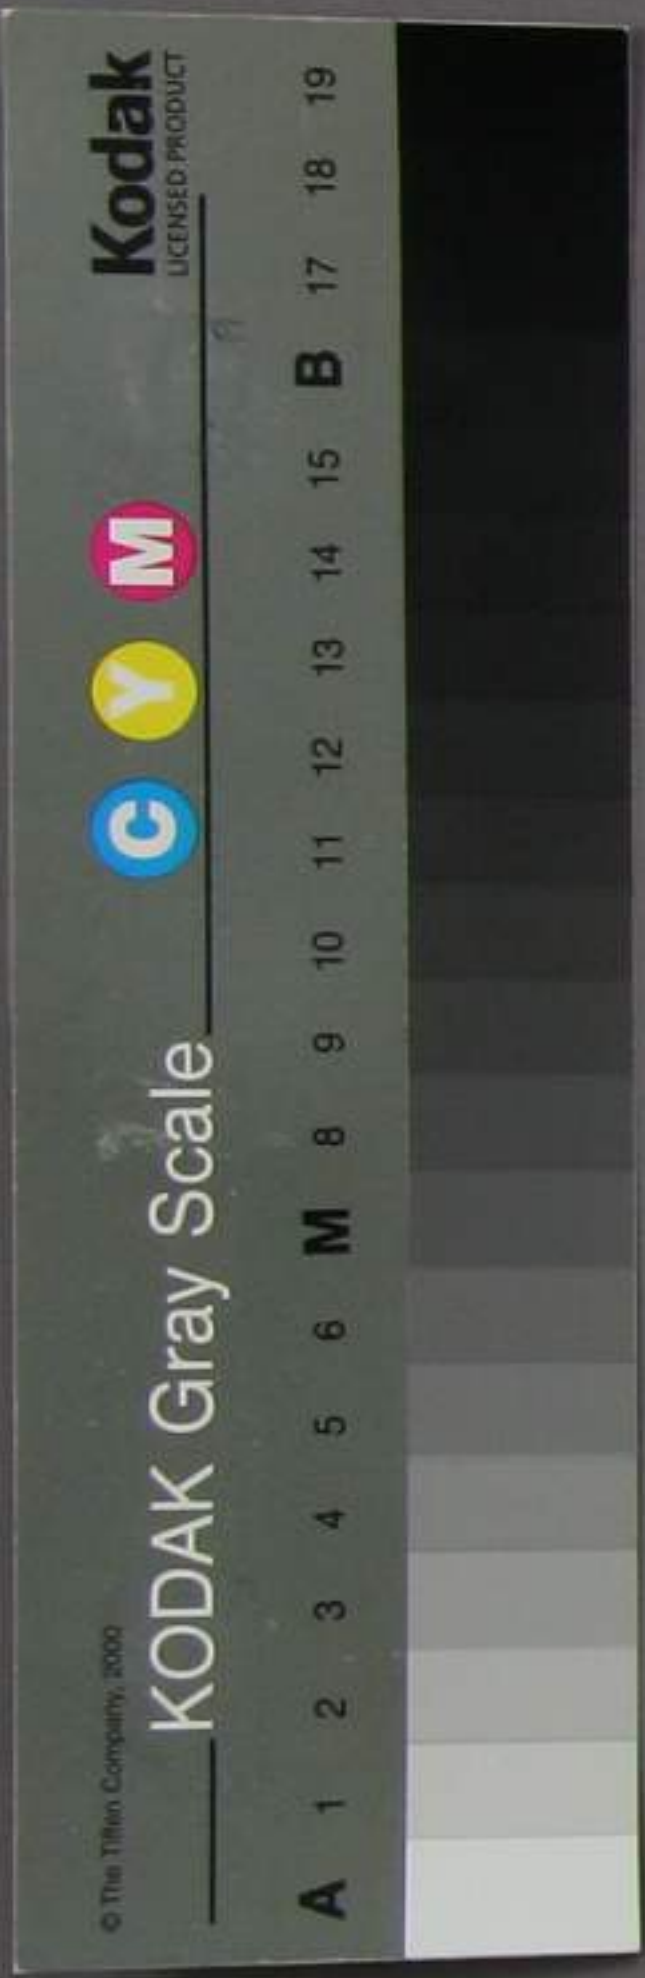 © The Tiffen Company, 2000
KODAK Gray Scale
C Y M
Kodak
LICENSED PRODUCT
A 1 2 3 4 5 6 M 8 9 10 11 12 13 14 15 B 17 18 19